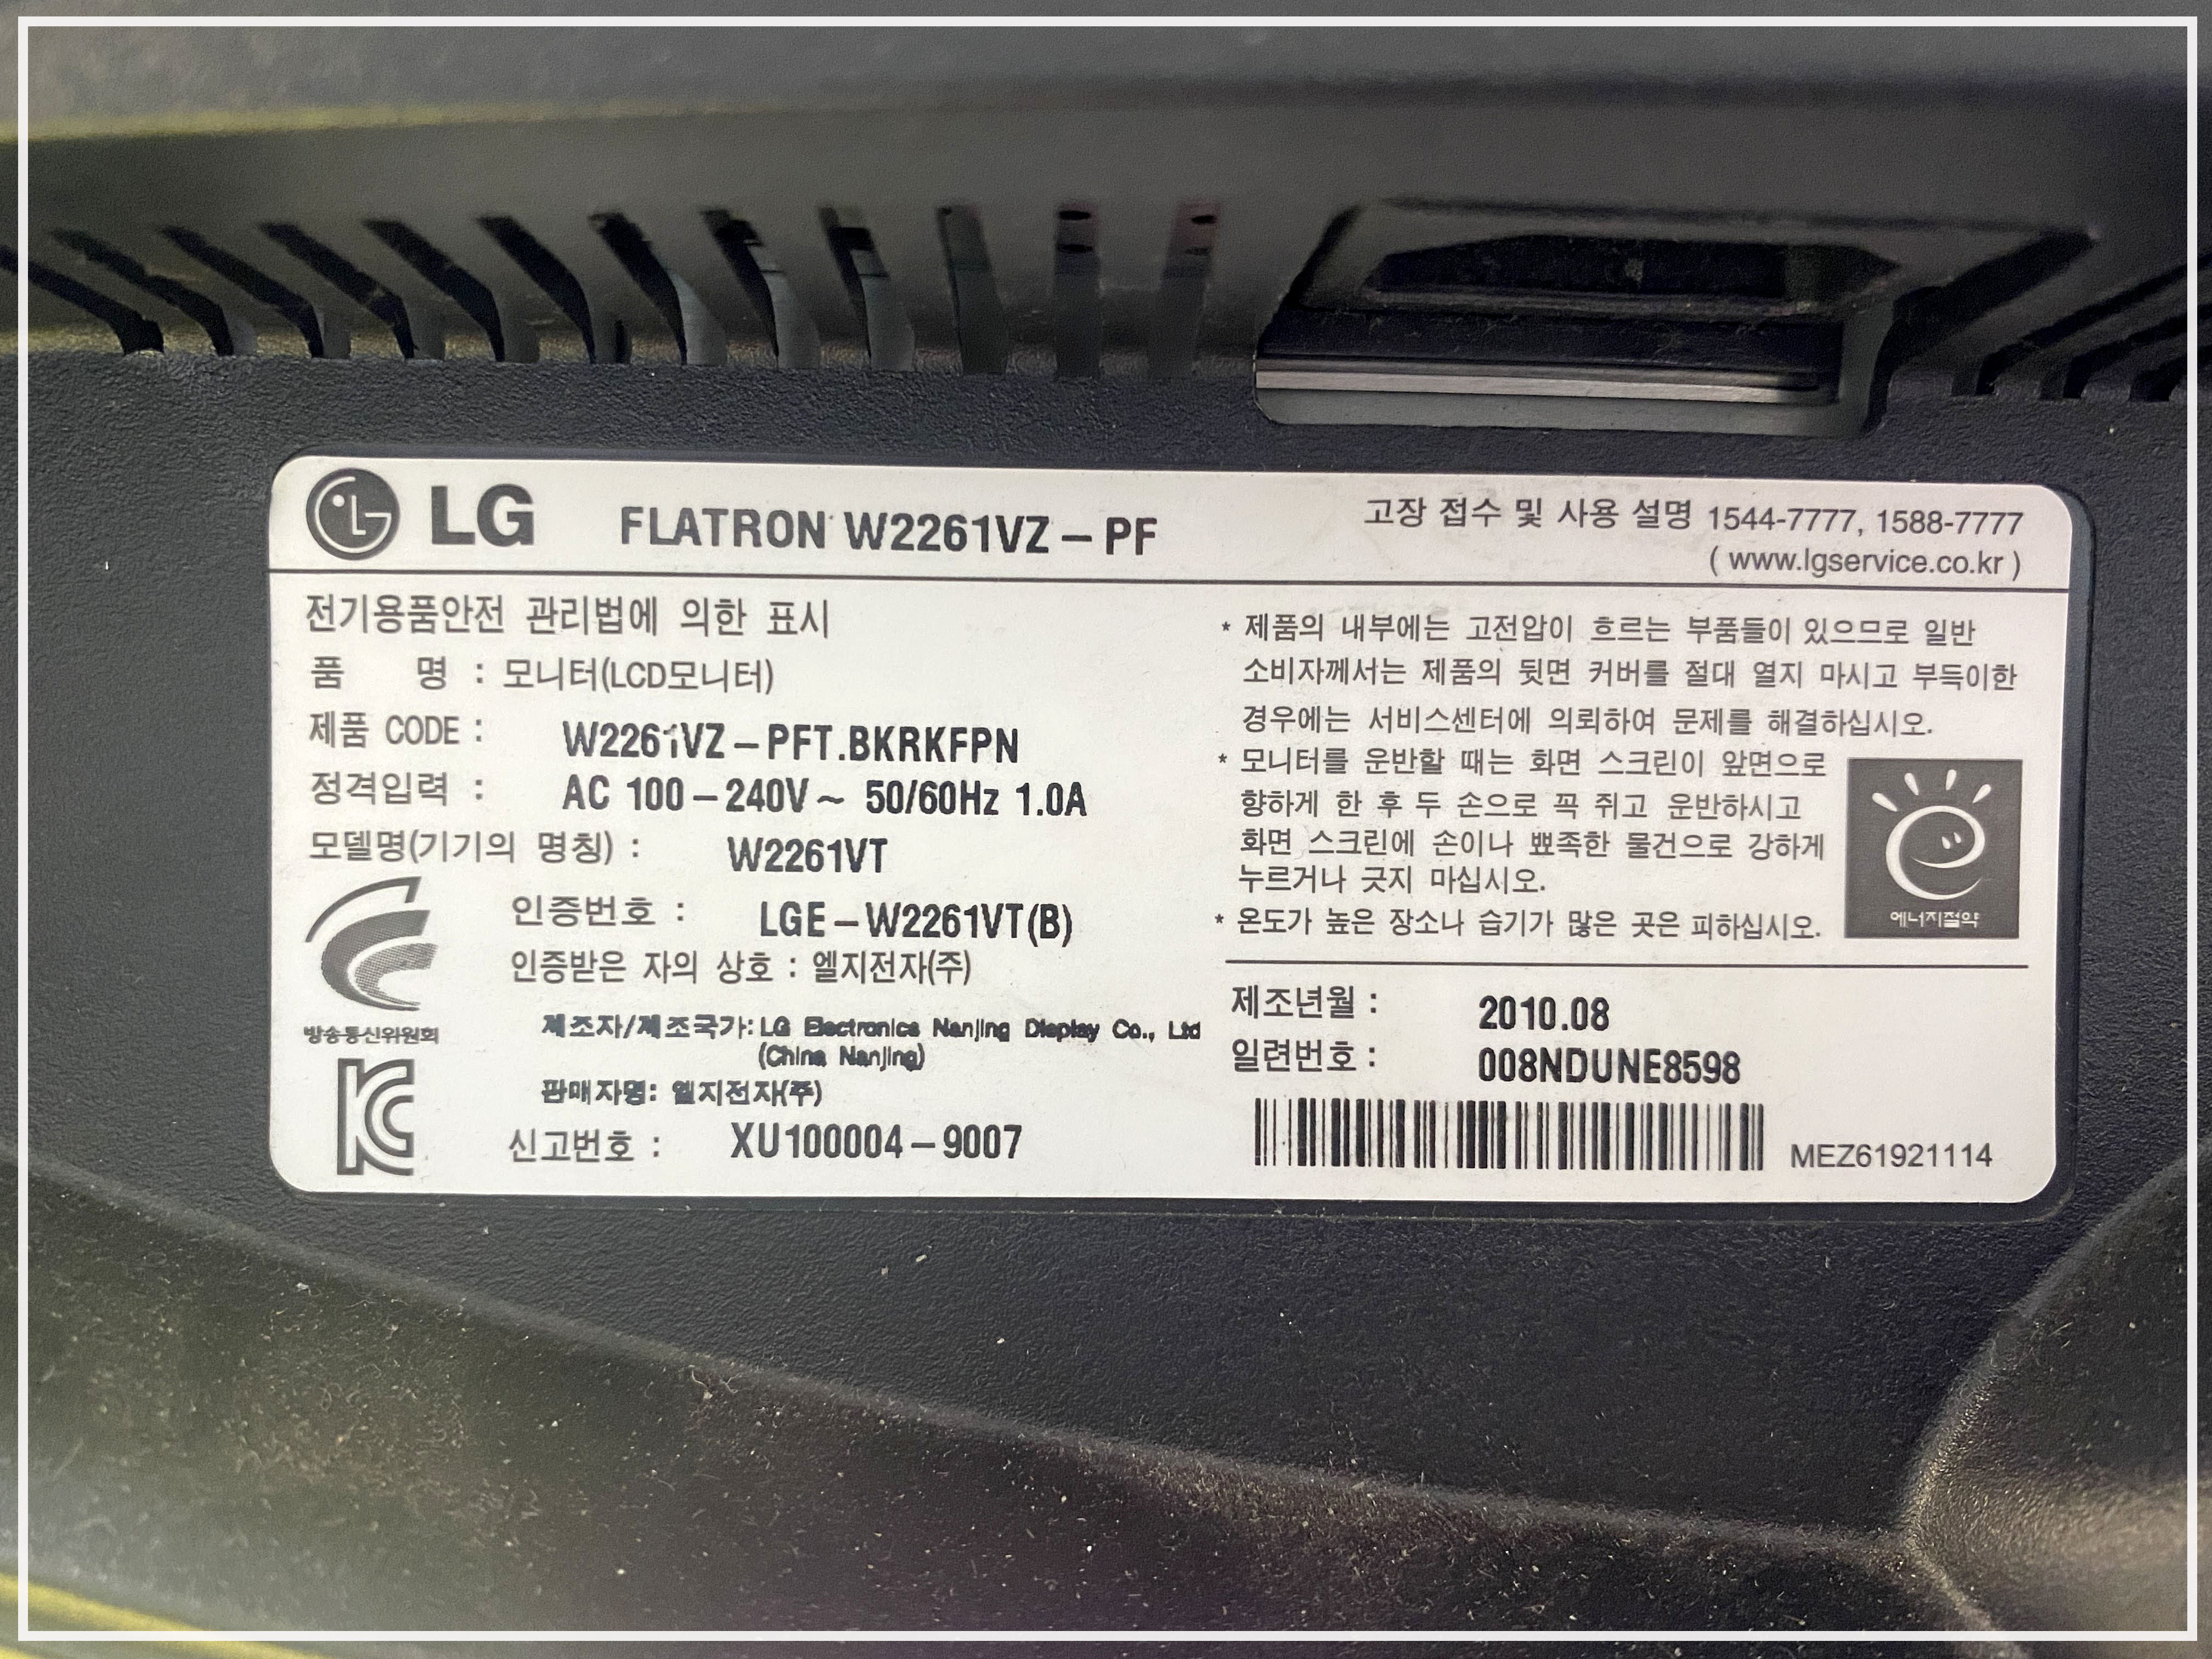 LG FLATRON W2261VZ – PF
고장 접수 및 사용 설명 1544-7777, 1588-7777
( www.lgservice.co.kr )
전기용품안전 관리법에 의한 표시
품 명 : 모니터(LCD모니터)
제품 CODE : W2261VZ – PFT.BKRKFPN
정격입력 : AC 100 – 240V ~ 50/60Hz 1.0A
모델명(기기의 명칭) : W2261VT
인증번호 : LGE – W2261VT(B)
인증받은 자의 상호 : 엘지전자(주)
방송통신위원회
제조자/제조국가: LG Electronics Nanjing Display Co., Ltd
(China Nanjing)
판매자명: 엘지전자(주)
KC
신고번호 : XU100004 – 9007
* 제품의 내부에는 고전압이 흐르는 부품들이 있으므로 일반
소비자께서는 제품의 뒷면 커버를 절대 열지 마시고 부득이한
경우에는 서비스센터에 의뢰하여 문제를 해결하십시오.
* 모니터를 운반할 때는 화면 스크린이 앞면으로
향하게 한 후 두 손으로 꼭 쥐고 운반하시고
화면 스크린에 손이나 뾰족한 물건으로 강하게
누르거나 긋지 마십시오.
* 온도가 높은 장소나 습기가 많은 곳은 피하십시오.
에너지절약
제조년월 : 2010.08
일련번호 : 008NDUNE8598
MEZ61921114